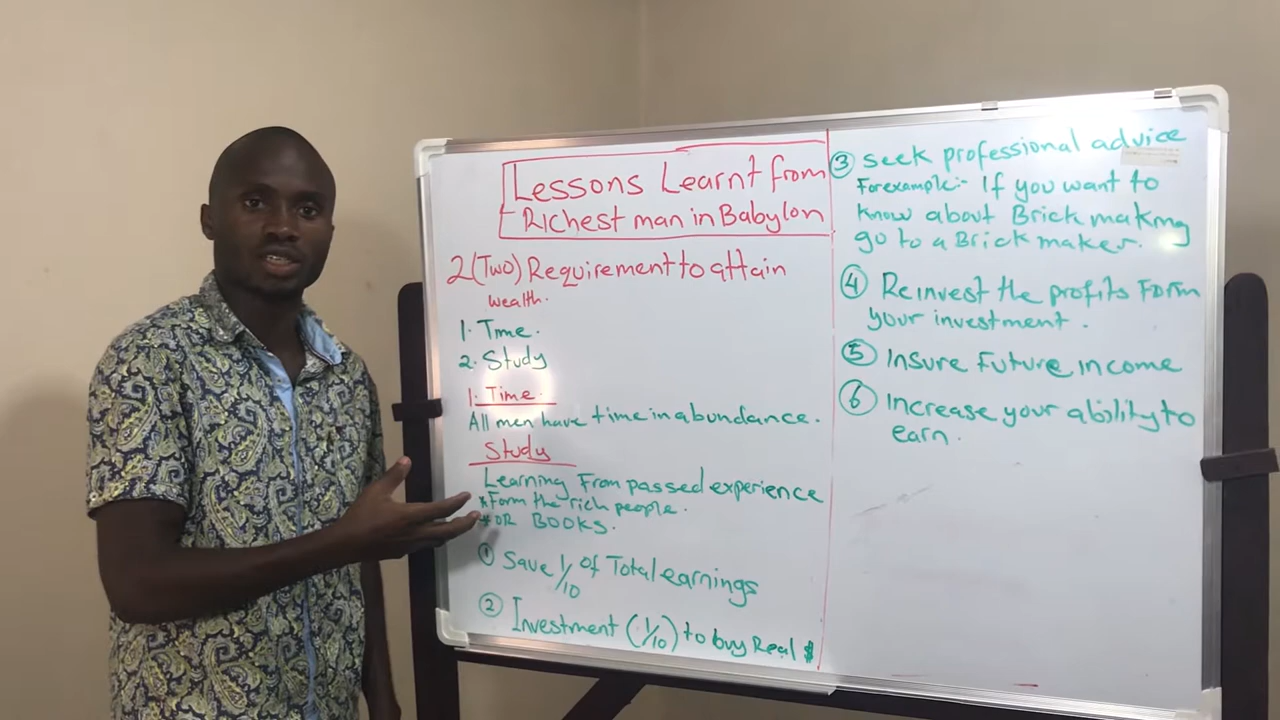 Lessons Learnt from
Richest man in Babylon
2 (Two) Requirement to attain
wealth.
1. Time.
2. Study
1. Time.
All men have time in abundance.
Study
Learning From passed experience
*Form the rich people.
*OR BOOKS.
① Save 1/10 of Total earnings
② Investment (1/10) to buy Real $
③ Seek professional advice
For example:- If you want to
know about Brick making
go to a Brick maker.
④ Reinvest the profits Form
your investment.
⑤ Insure Future income
⑥ Increase your ability to
earn.